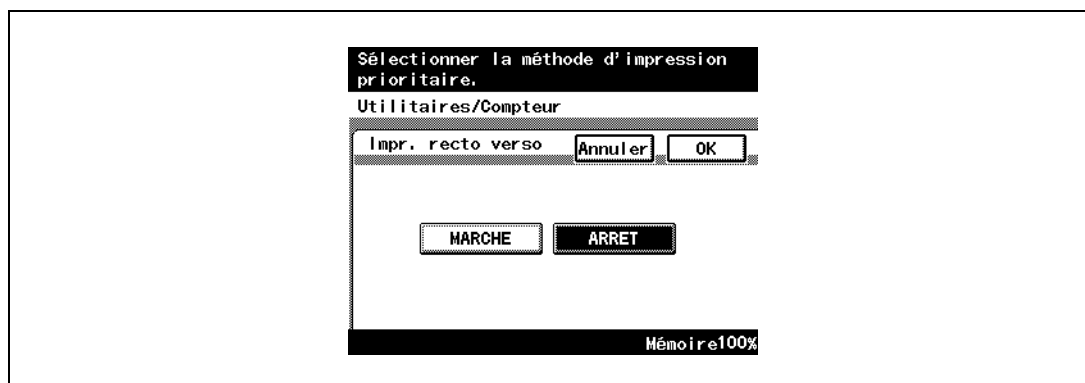 Sélectionner la méthode d'impression
prioritaire.
Utilitaires/Compteur
Impr. recto verso Annuler OK
MARCHE ARRET
Mémoire100%